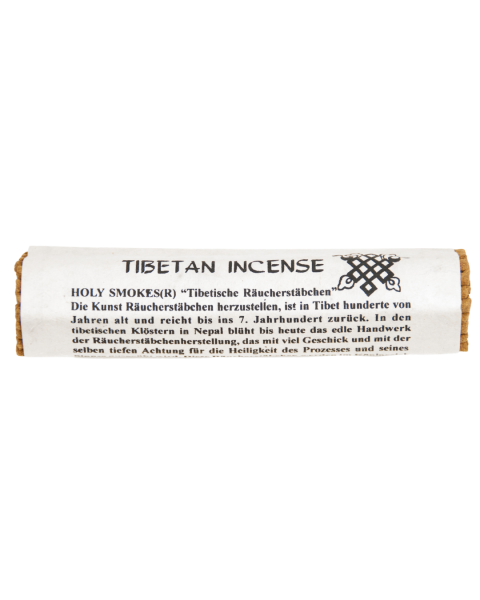 TIBETAN INCENSE
HOLY SMOKES(R) "Tibetische Räucherstäbchen"
Die Kunst Räucherstäbchen herzustellen, ist in Tibet hunderte von
Jahren alt und reicht bis ins 7. Jahrhundert zurück. In den
tibetischen Klöstern in Nepal blüht bis heute das edle Handwerk
der Räucherstäbchenherstellung, das mit viel Geschick und mit der
selben tiefen Achtung für die Heiligkeit des Prozesses und seines